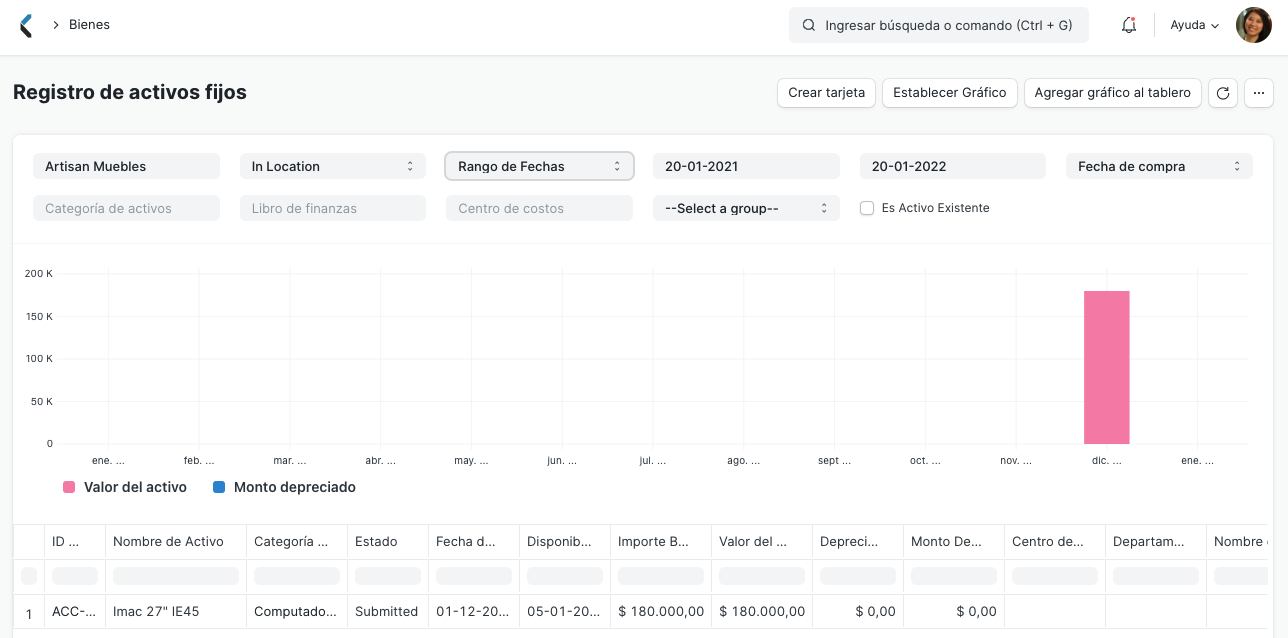 Bienes
Ingresar búsqueda o comando (Ctrl + G)
Ayuda
Registro de activos fijos
Crear tarjeta
Establecer Gráfico
Agregar gráfico al tablero
...
Artisan Muebles
In Location
Rango de Fechas
20-01-2021
20-01-2022
Fecha de compra
Categoría de activos
Libro de finanzas
Centro de costos
--Select a group--
Es Activo Existente
200 K
150 K
100 K
50 K
0
ene. ... feb. ... mar. ... abr. ... may. ... jun. ... jul. ... ago. ... sept ... oct. ... nov. ... dic. ... ene. ...
Valor del activo Monto depreciado
ID ... Nombre de Activo Categoría ... Estado Fecha d... Disponib... Importe B... Valor del ... Depreci... Monto De... Centro de... Departam... Nombre
1 ACC-... Imac 27" IE45 Computado... Submitted 01-12-20... 05-01-20... $ 180.000,00 $ 180.000,00 $ 0,00 $ 0,00